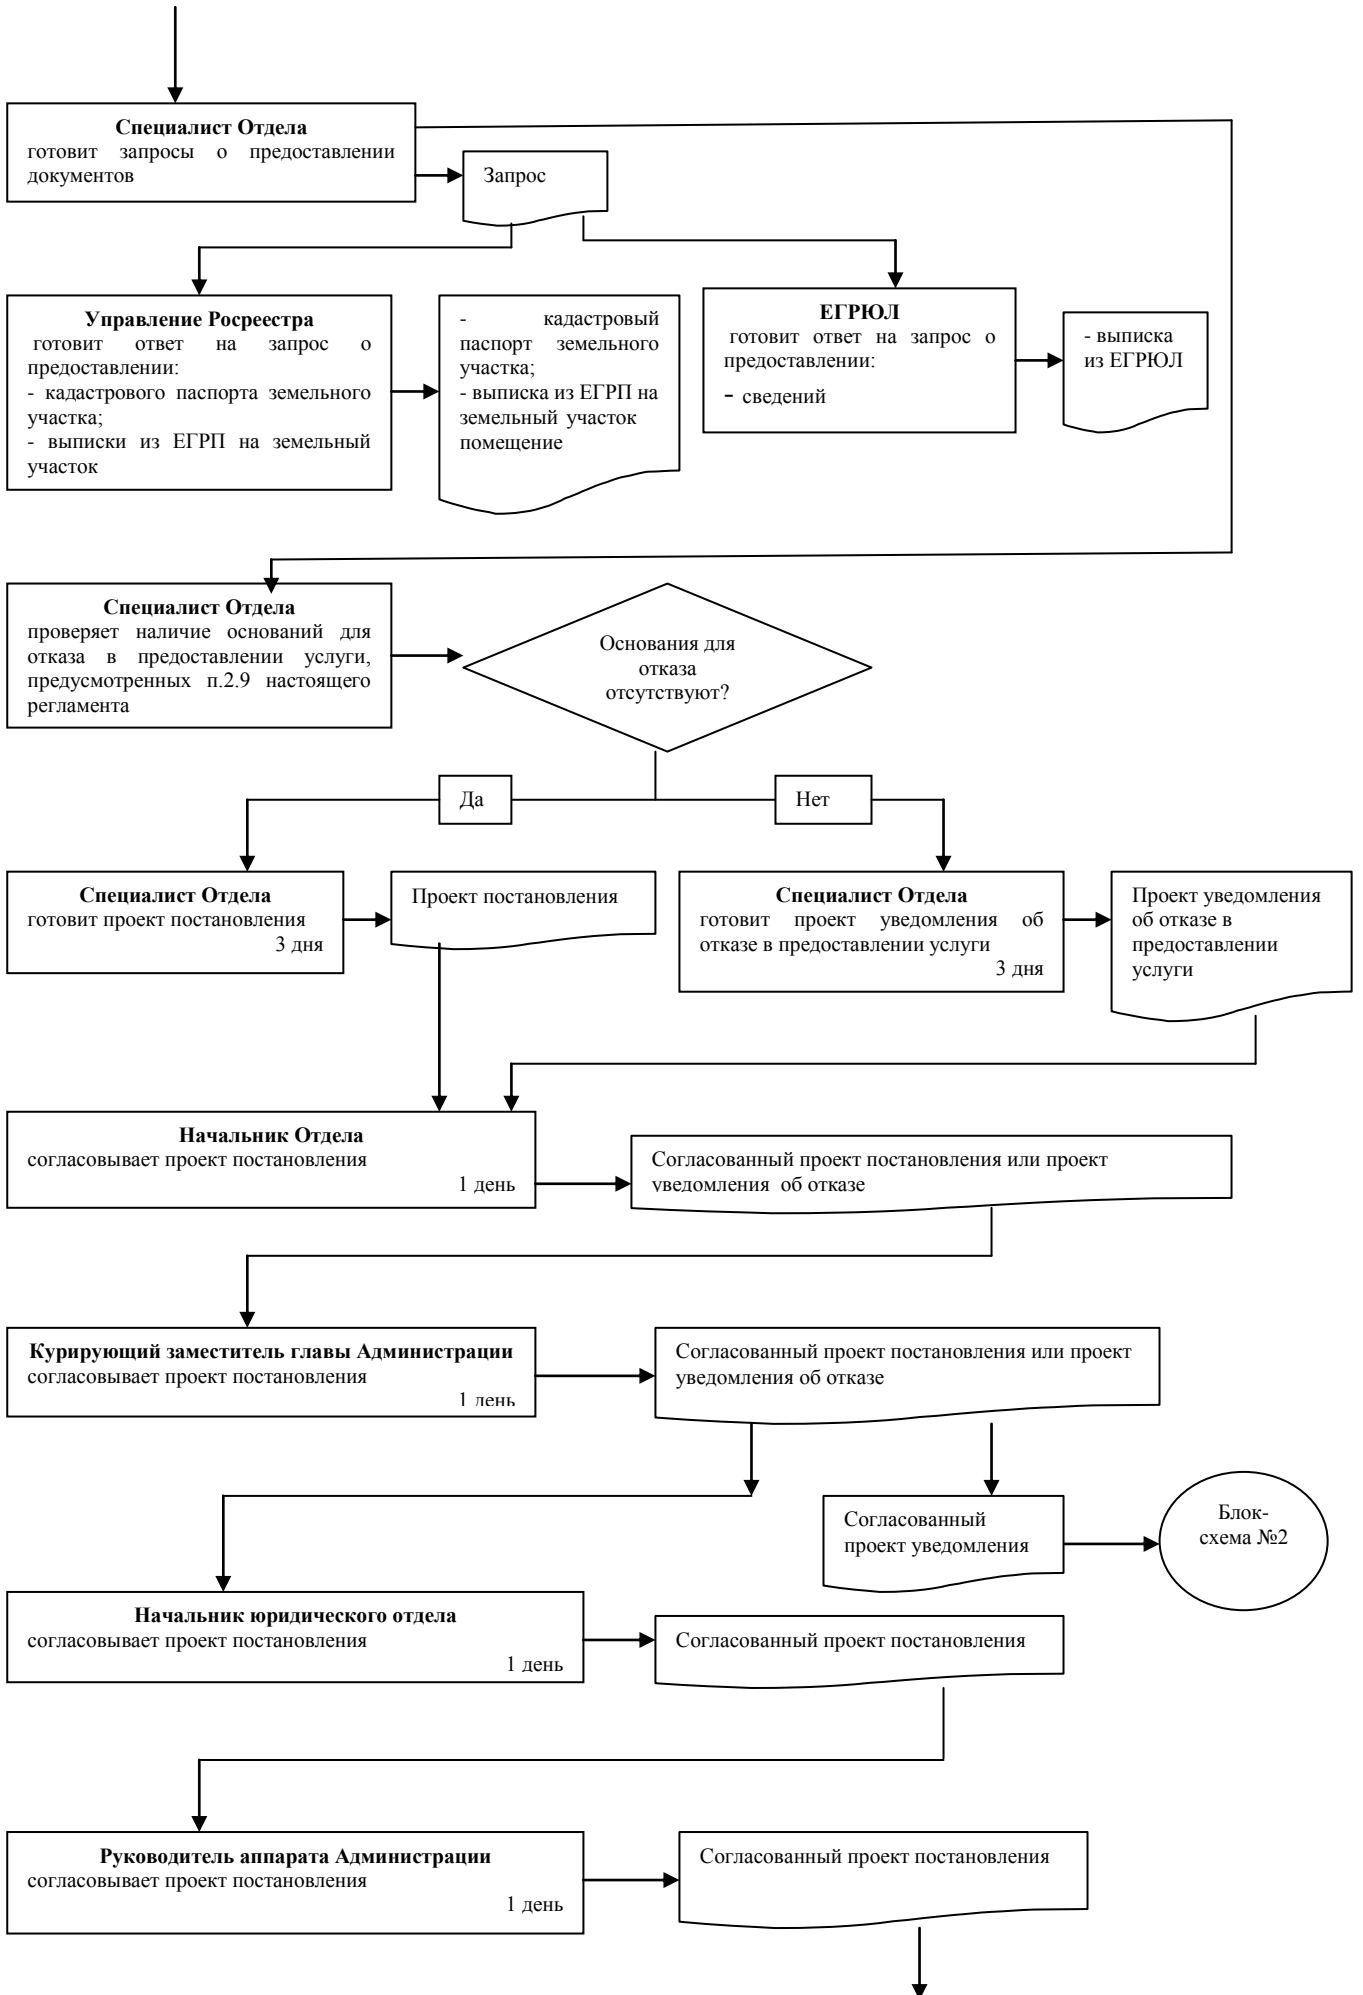 Специалист Отдела
готовит запросы о предоставлении
документов
Запрос
Управление Росреестра
готовит ответ на запрос о
предоставлении:
- кадастрового паспорта земельного
участка;
- выписки из ЕГРП на земельный
участок
- кадастровый
паспорт земельного
участка;
- выписка из ЕГРП на
земельный участок
помещение
ЕГРЮЛ
готовит ответ на запрос о
предоставлении:
- сведений
- выписка
из ЕГРЮЛ
Специалист Отдела
проверяет наличие оснований для
отказа в предоставлении услуги,
предусмотренных п.2.9 настоящего
регламента
Основания для
отказа
отсутствуют?
Да
Нет
Специалист Отдела
готовит проект постановления
3 дня
Проект постановления
Специалист Отдела
готовит проект уведомления об
отказе в предоставлении услуги
3 дня
Проект уведомления
об отказе в
предоставлении
услуги
Начальник Отдела
согласовывает проект постановления
1 день
Согласованный проект постановления или проект
уведомления об отказе
Курирующий заместитель главы Администрации
согласовывает проект постановления
1 день
Согласованный проект постановления или проект
уведомления об отказе
Согласованный
проект уведомления
Блок-
схема №2
Начальник юридического отдела
согласовывает проект постановления
1 день
Согласованный проект постановления
Руководитель аппарата Администрации
согласовывает проект постановления
1 день
Согласованный проект постановления